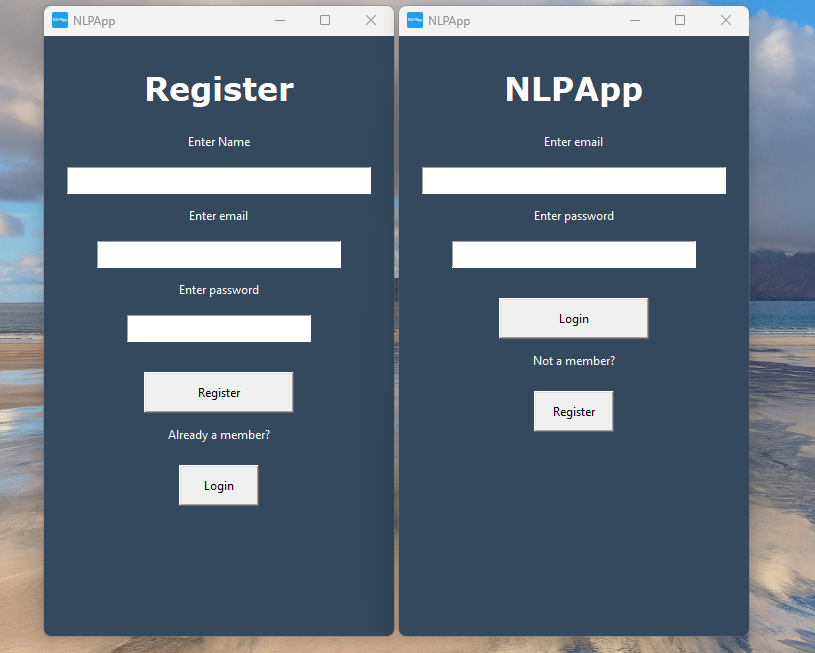 NLPApp
Register
Enter Name
Enter email
Enter password
Register
Already a member?
Login
NLPApp
NLPApp
Enter email
Enter password
Login
Not a member?
Register